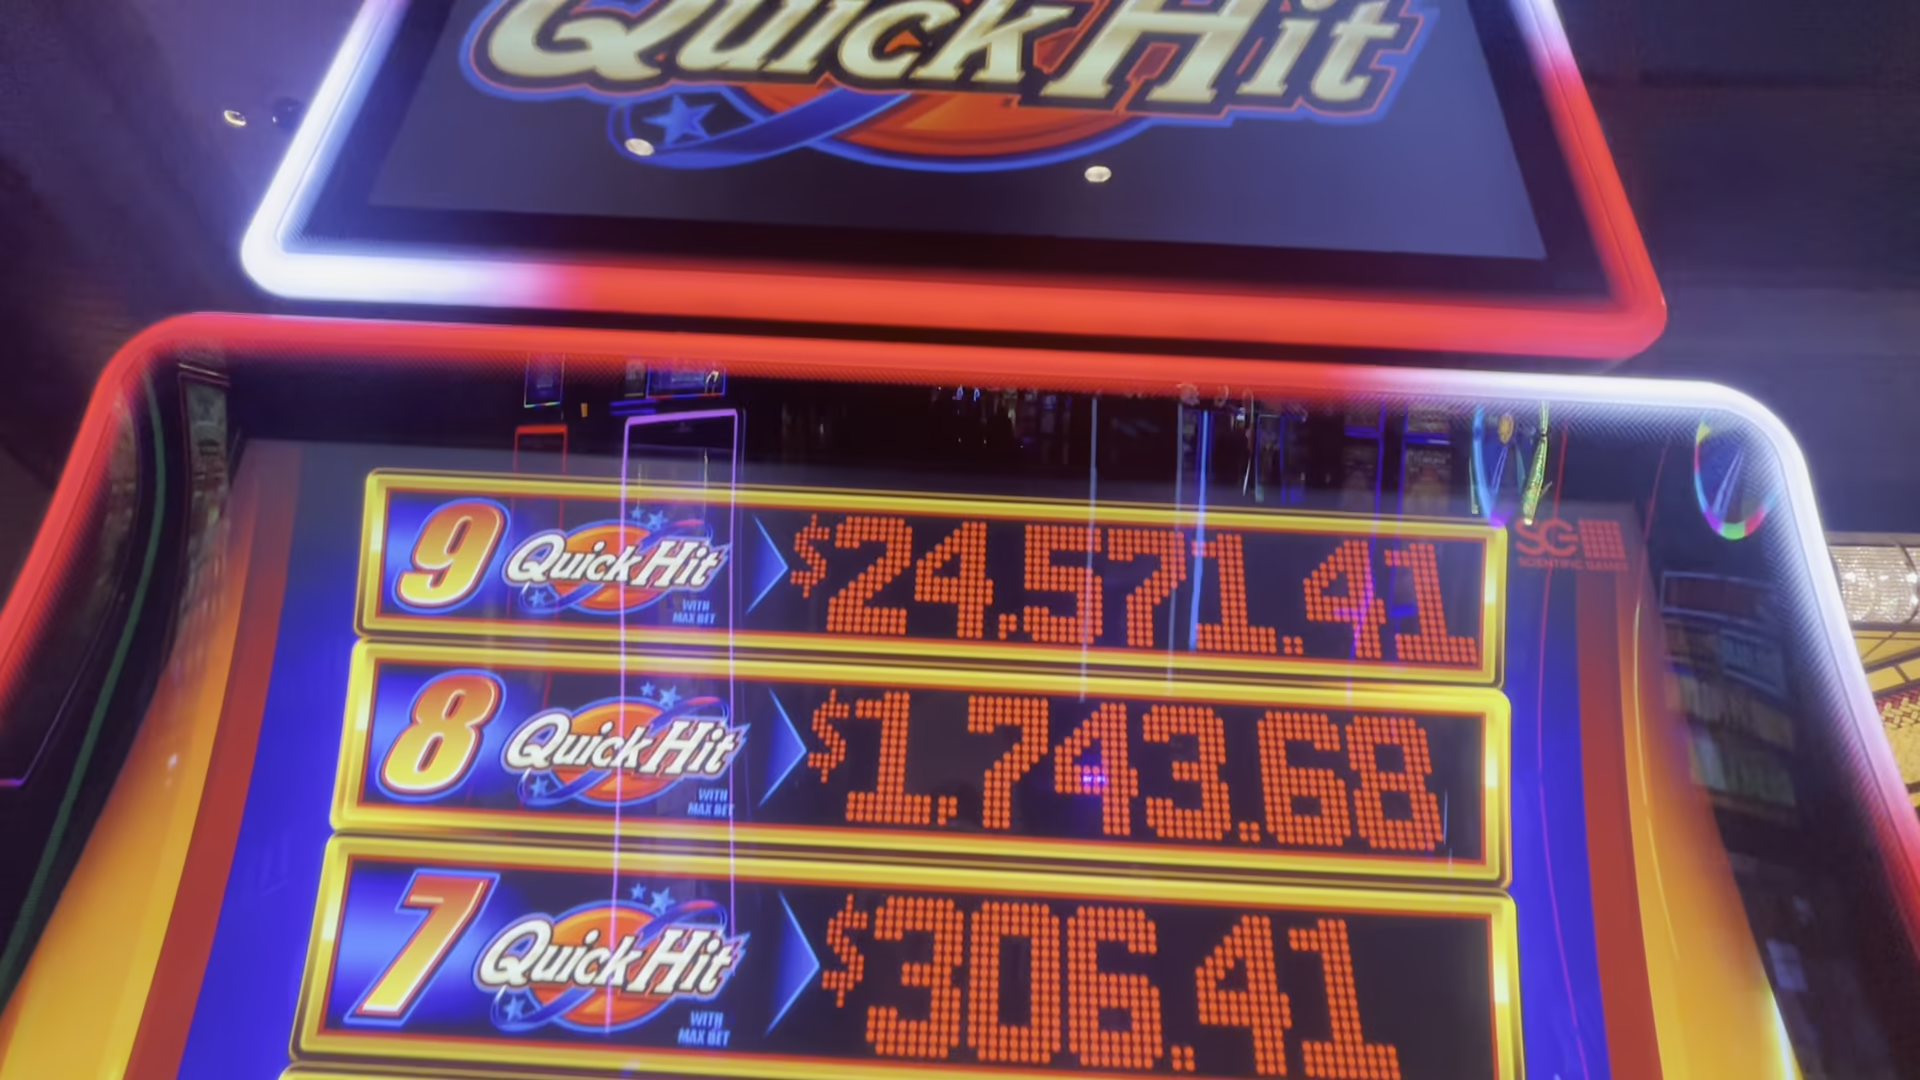 Quick Hit
9 Quick Hit WITH MAX BET $24,571.41
SG
SCIENTIFIC GAMES
8 Quick Hit WITH MAX BET $1,743.68
7 Quick Hit WITH MAX BET $306.41